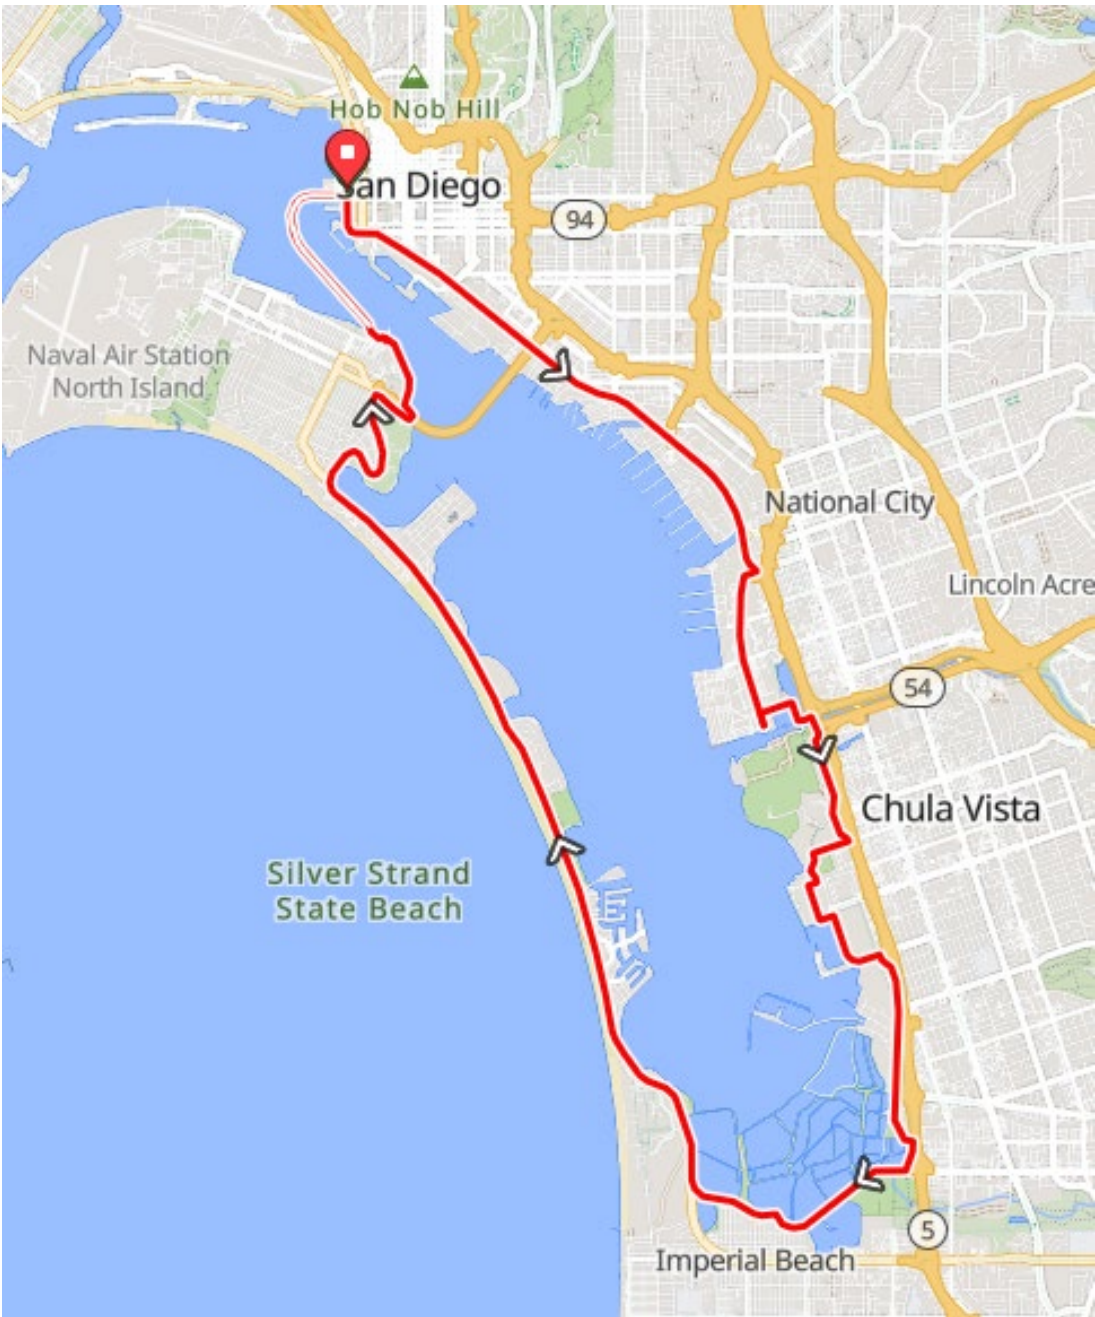 Hob Nob Hill
San Diego
94
Naval Air Station
North Island
National City
Lincoln Acre
54
Chula Vista
Silver Strand
State Beach
5
Imperial Beach